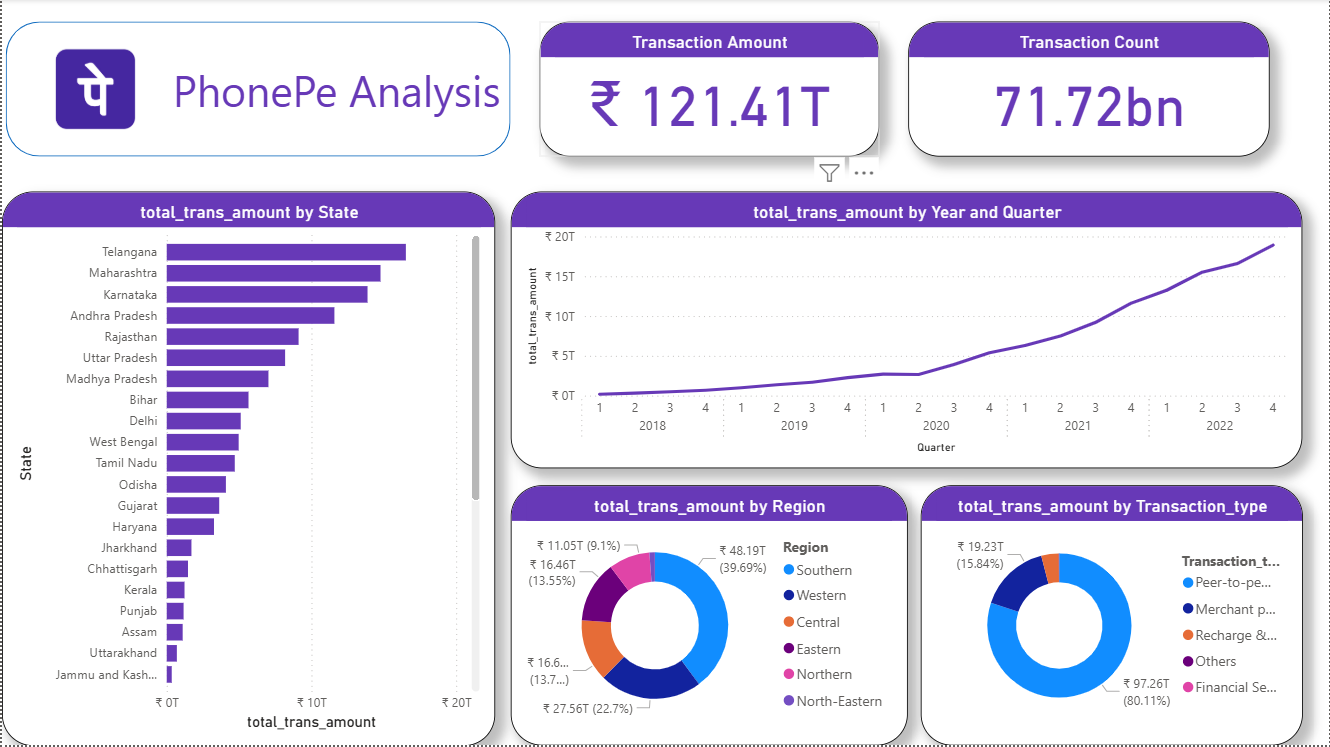 पे
PhonePe Analysis
Transaction Amount
₹ 121.41T
Transaction Count
71.72bn
total_trans_amount by State
State
Telangana
Maharashtra
Karnataka
Andhra Pradesh
Rajasthan
Uttar Pradesh
Madhya Pradesh
Bihar
Delhi
West Bengal
Tamil Nadu
Odisha
Gujarat
Haryana
Jharkhand
Chhattisgarh
Kerala
Punjab
Assam
Uttarakhand
Jammu and Kash...
₹ 0T ₹ 10T ₹ 20T
total_trans_amount
total_trans_amount by Year and Quarter
total_trans_amount
₹ 20T
₹ 15T
₹ 10T
₹ 5T
₹ 0T
1 2 3 4 1 2 3 4 1 2 3 4 1 2 3 4 1 2 3 4
2018 2019 2020 2021 2022
Quarter
total_trans_amount by Region
₹ 11.05T (9.1%)
₹ 16.46T
(13.55%)
₹ 16.6...
(13.7...)
₹ 27.56T (22.7%)
₹ 48.19T
(39.69%)
Region
Southern
Western
Central
Eastern
Northern
North-Eastern
total_trans_amount by Transaction_type
₹ 19.23T
(15.84%)
₹ 97.26T
(80.11%)
Transaction_t...
Peer-to-pe...
Merchant p...
Recharge &...
Others
Financial Se...